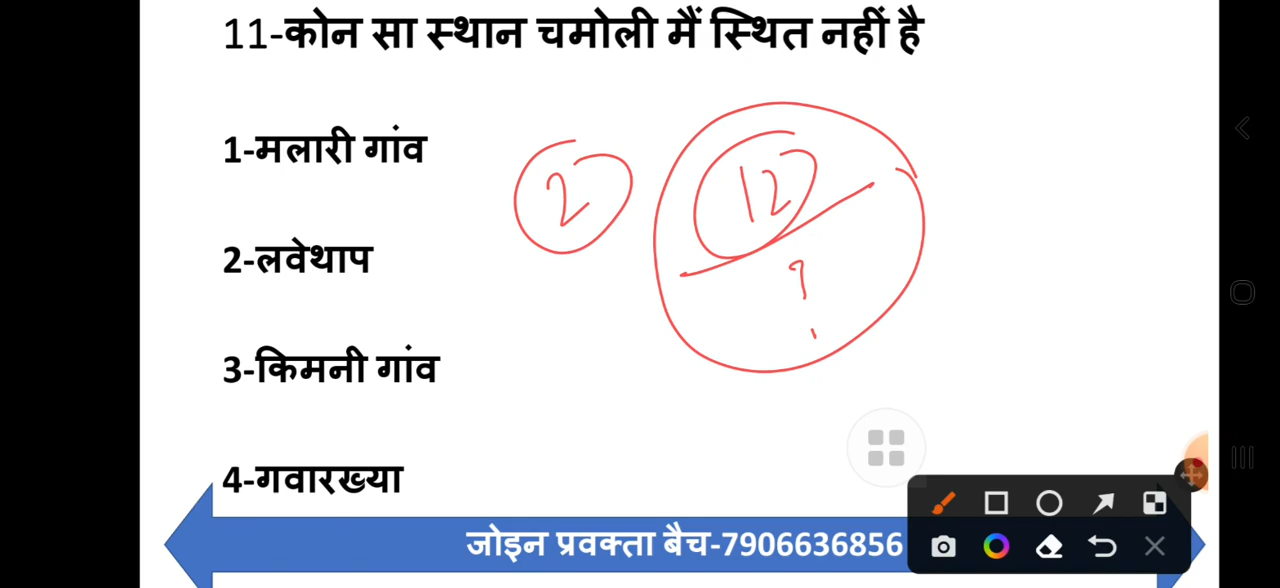 11-कोन सा स्थान चमोली मैं स्थित नहीं है
1-मलारी गांव
2 12
?
2-लवेथाप
3-किमनी गांव
4-गवारख्या
जोइन प्रवक्ता बैच-7906636856